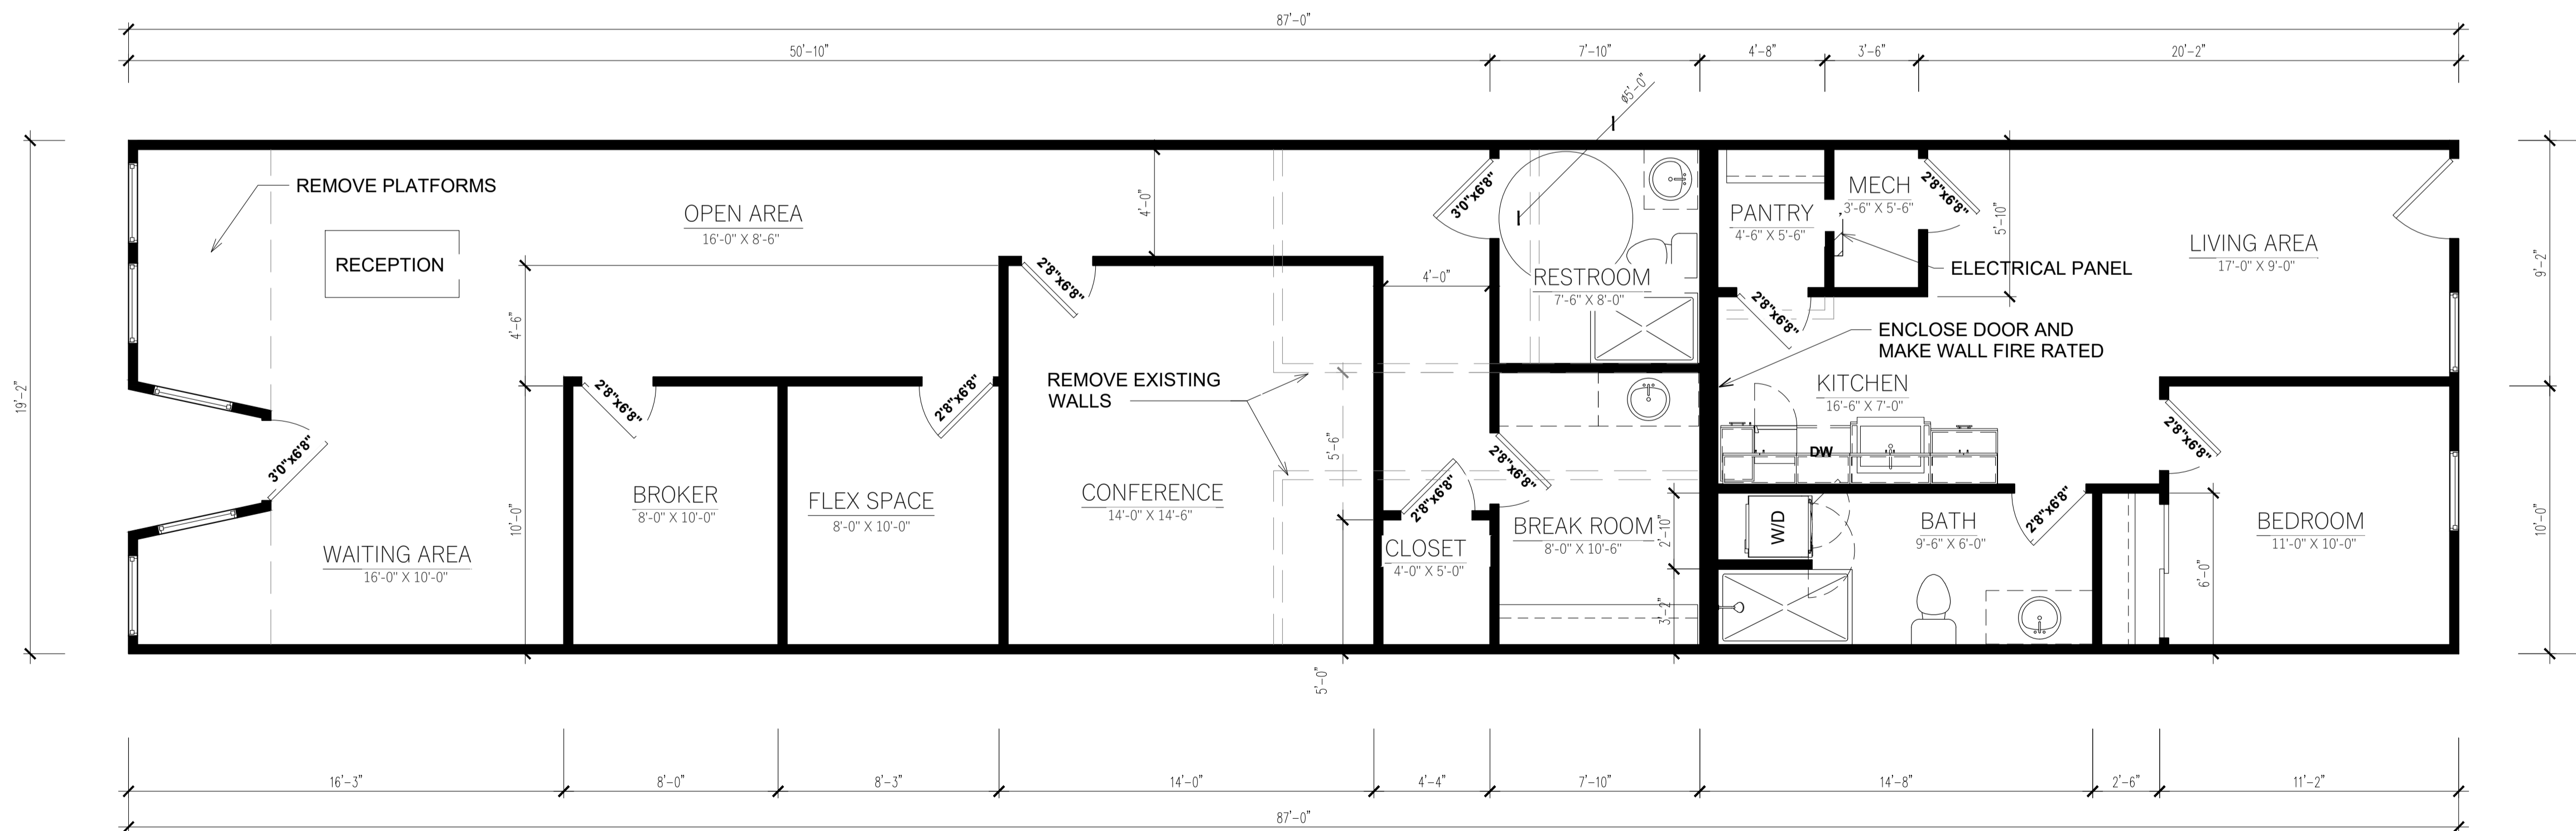 87'-0"
50'-10"
7'-10"
4'-8"
3'-6"
20'-2"
ø5'-0"
REMOVE PLATFORMS
RECEPTION
OPEN AREA
16'-0" X 8'-6"
4'-0"
3'0"x6'8"
RESTROOM
7'-6" X 8'-0"
PANTRY
4'-6" X 5'-6"
MECH
3'-6" X 5'-6"
2'8"x6'8"
5'-10"
ELECTRICAL PANEL
LIVING AREA
17'-0" X 9'-0"
9'-2"
19'-2"
4'-6"
2'8"x6'8"
4'-0"
2'8"x6'8"
ENCLOSE DOOR AND
MAKE WALL FIRE RATED
REMOVE EXISTING
WALLS
KITCHEN
16'-6" X 7'-0"
DW
3'0"x6'8"
2'8"x6'8"
2'8"x6'8"
5'-6"
2'8"x6'8"
2'8"x6'8"
2'8"x6'8"
WAITING AREA
16'-0" X 10'-0"
10'-0"
BROKER
8'-0" X 10'-0"
FLEX SPACE
8'-0" X 10'-0"
CONFERENCE
14'-0" X 14'-6"
CLOSET
4'-0" X 5'-0"
BREAK ROOM
8'-0" X 10'-6"
2'-10"
3'-2"
W/D
BATH
9'-6" X 6'-0"
2'8"x6'8"
6'-0"
BEDROOM
11'-0" X 10'-0"
10'-0"
5'-0"
16'-3"
8'-0"
8'-3"
14'-0"
4'-4"
7'-10"
14'-8"
2'-6"
11'-2"
87'-0"